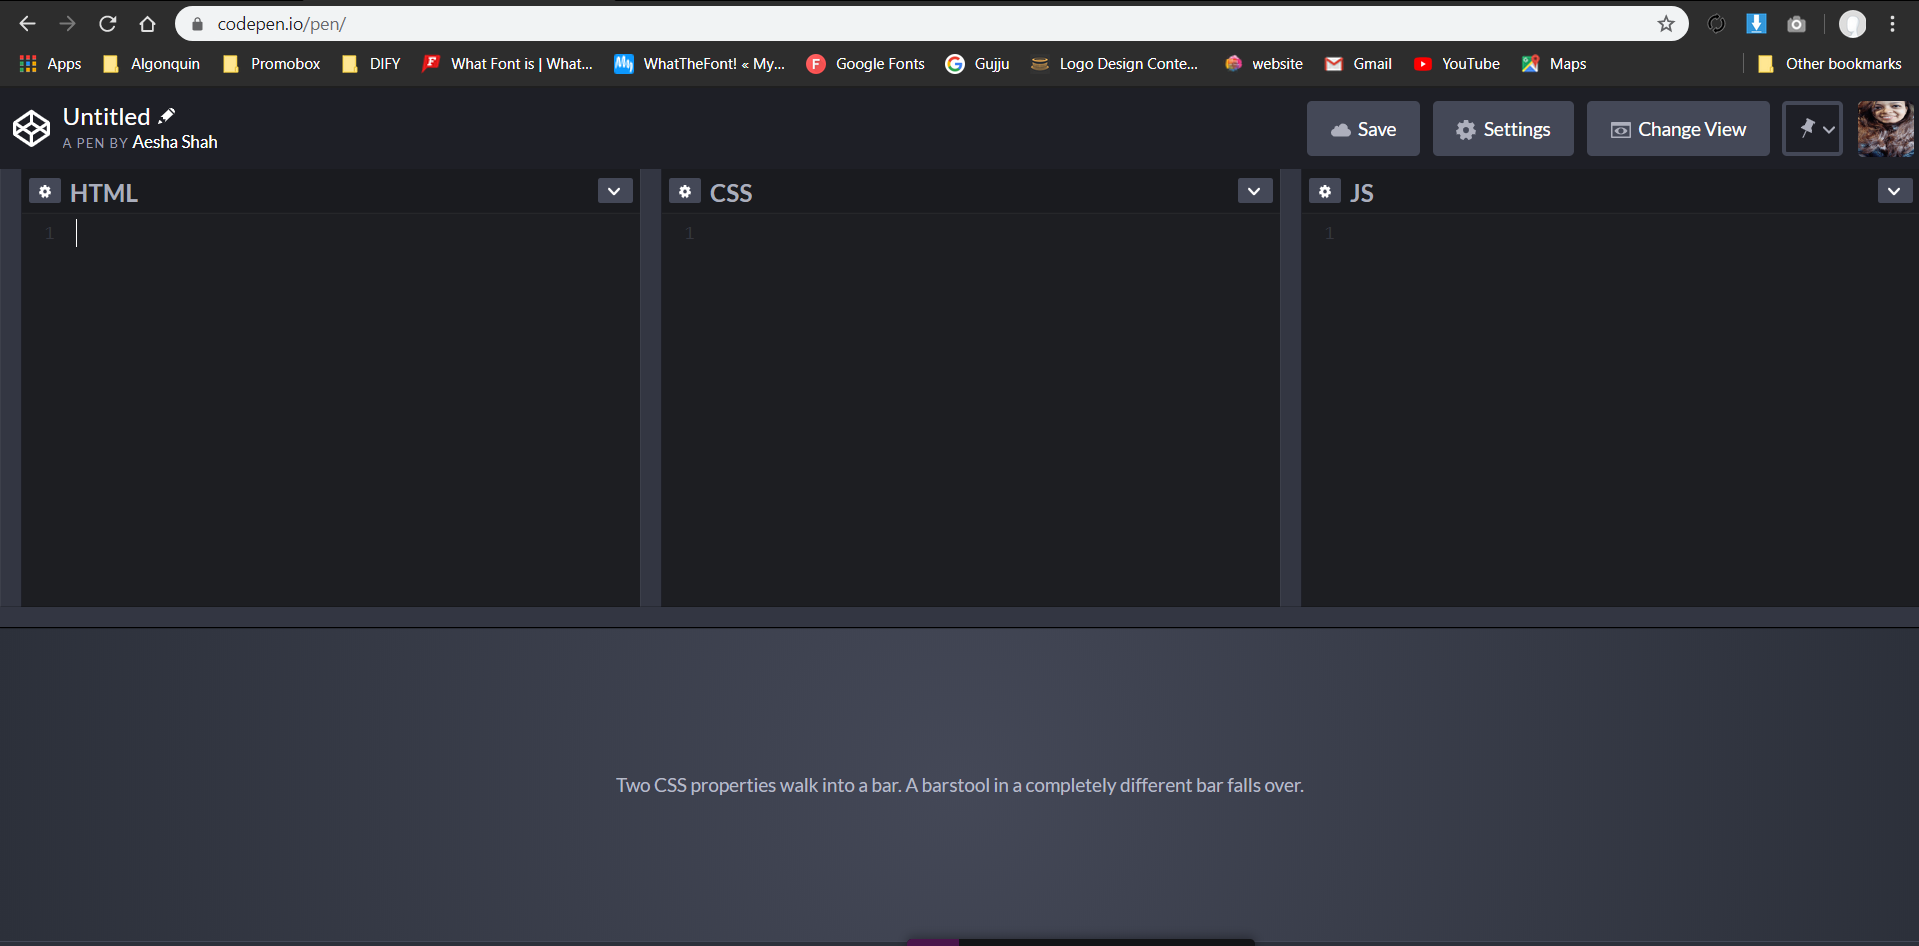 codepen.io/pen/
Apps Algonquin Promobox DIFY What Font is | What... WhatTheFont! « My... Google Fonts Gujju Logo Design Conte... website Gmail YouTube Maps Other bookmarks
Untitled
A PEN BY Aesha Shah
Save Settings Change View
HTML CSS JS
1 1 1
Two CSS properties walk into a bar. A barstool in a completely different bar falls over.